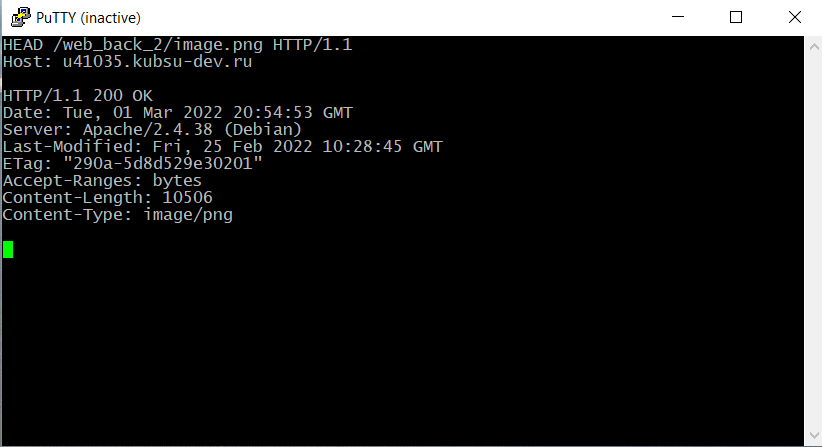 PuTTY (inactive)
HEAD /web_back_2/image.png HTTP/1.1
Host: u41035.kubsu-dev.ru
HTTP/1.1 200 OK
Date: Tue, 01 Mar 2022 20:54:53 GMT
Server: Apache/2.4.38 (Debian)
Last-Modified: Fri, 25 Feb 2022 10:28:45 GMT
ETag: "290a-5d8d529e30201"
Accept-Ranges: bytes
Content-Length: 10506
Content-Type: image/png